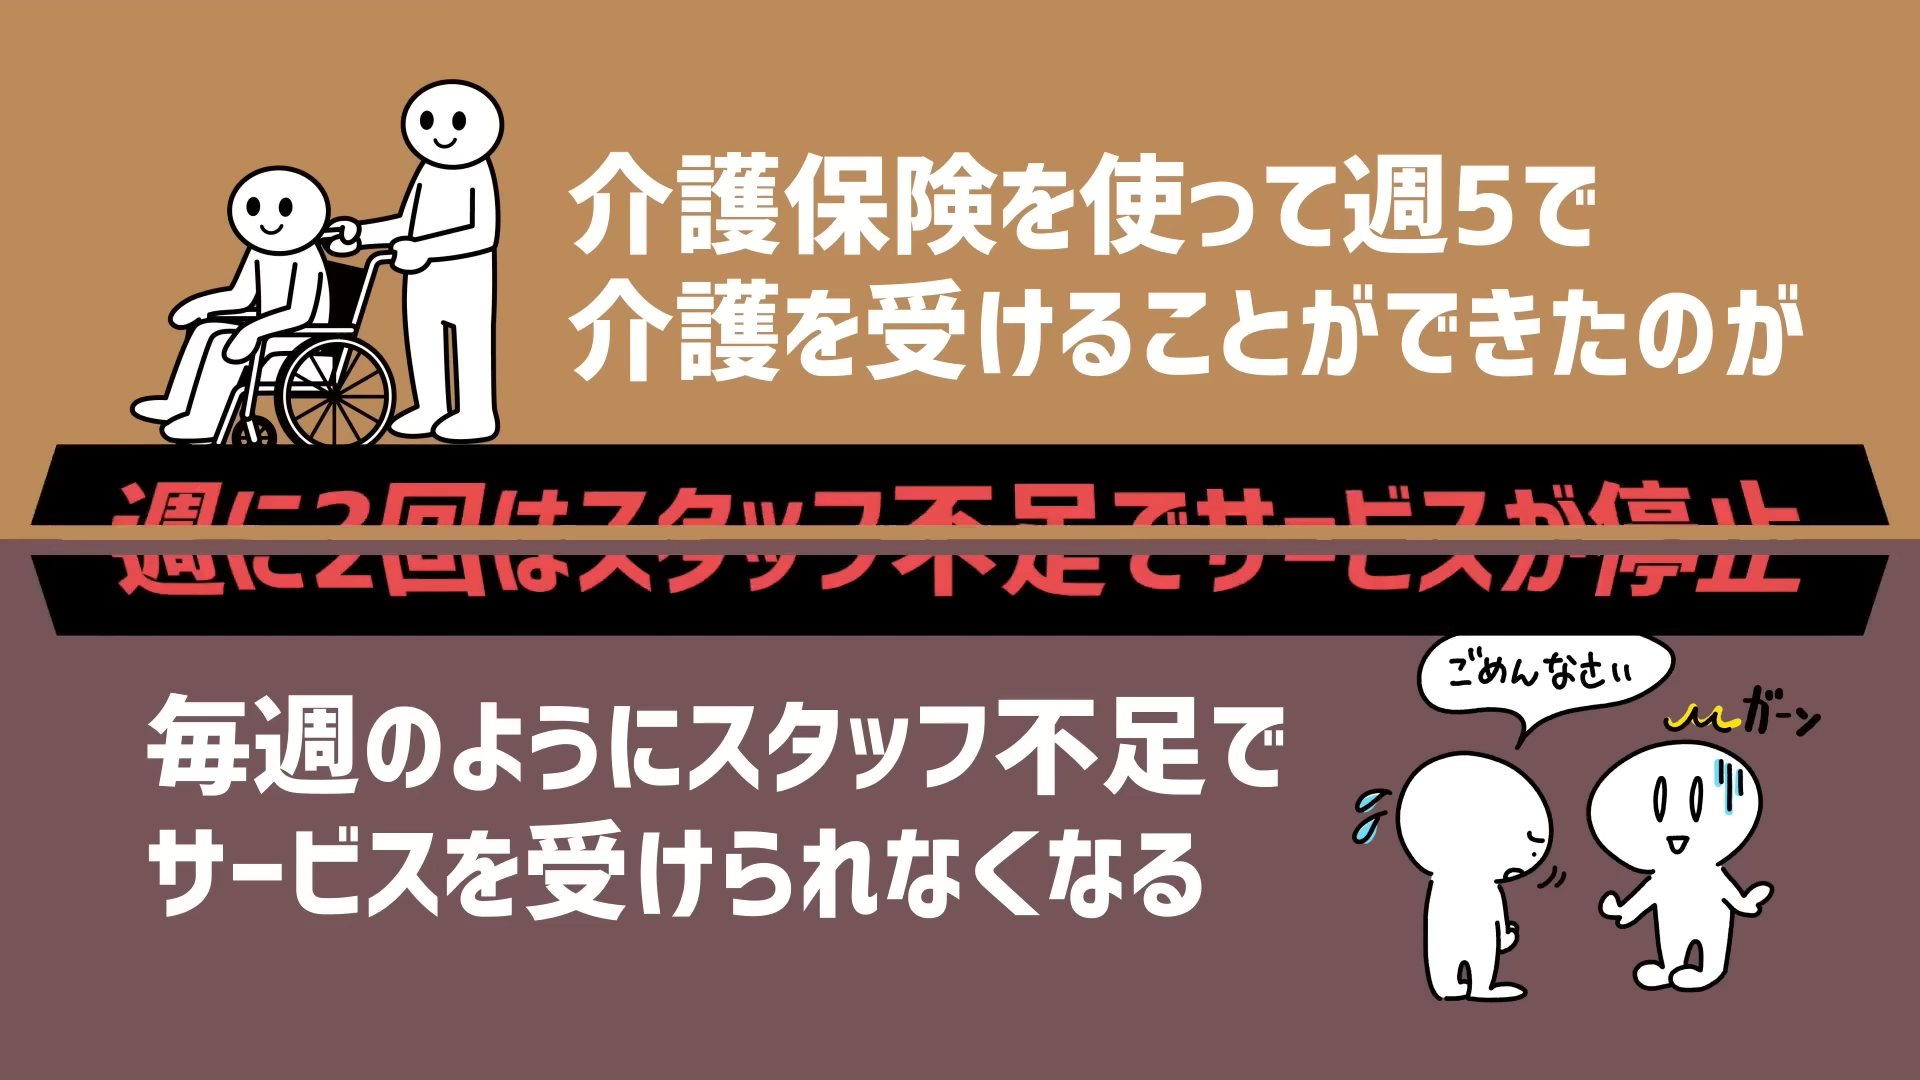 介護保険を使って週5で
介護を受けることができたのが
週に2回はスタッフ不足でサービスが停止
毎週のようにスタッフ不足で
サービスを受けられなくなる
ごめんなさい
ガーン